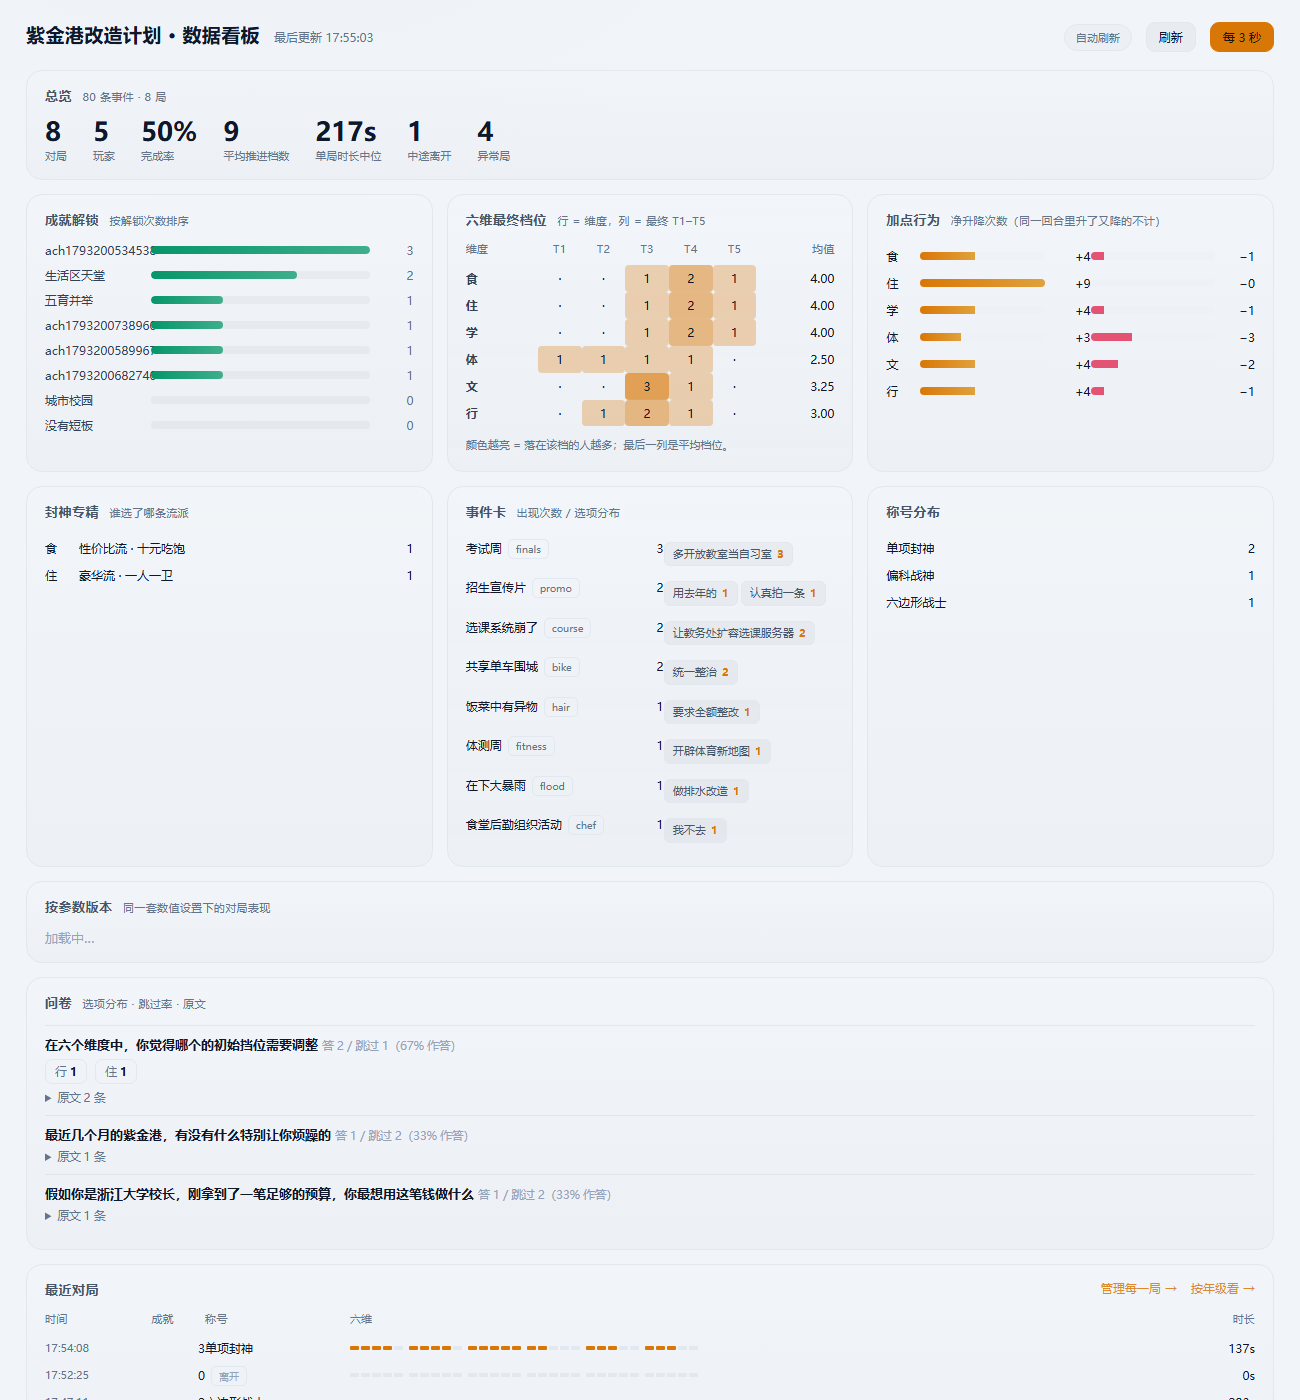 紫金港改造计划·数据看板 最后更新 17:55:03 自动刷新 刷新 每 3 秒
总览 80 条事件 · 8 局
8 5 50% 9 217s 1 4
对局 玩家 完成率 平均推进档数 单局时长中位 中途离开 异常局
成就解锁 按解锁次数排序
ach1793200534538 3
生活区天堂 2
五育并举 1
ach1793200738966 1
ach1793200589967 1
ach1793200682746 1
城市校园 0
没有短板 0
六维最终档位 行 = 维度，列 = 最终 T1–T5
维度 T1 T2 T3 T4 T5 均值
食 · · 1 2 1 4.00
住 · · 1 2 1 4.00
学 · · 1 2 1 4.00
体 1 1 1 1 · 2.50
文 · · 3 1 · 3.25
行 · 1 2 1 · 3.00
颜色越亮 = 落在该档的人越多；最后一列是平均档位。
加点行为 净升降次数（同一回合里升了又降的不计）
食 +4 −1
住 +9 −0
学 +4 −1
体 +3 −3
文 +4 −2
行 +4 −1
封神专精 谁选了哪条流派
食 性价比流 · 十元吃饱 1
住 豪华流 · 一人一卫 1
事件卡 出现次数 / 选项分布
考试周 finals 3 多开放教室当自习室 3
招生宣传片 promo 2 用去年的 1 认真拍一条 1
选课系统崩了 course 2 让教务处扩容选课服务器 2
共享单车围城 bike 2 统一整治 2
饭菜中有异物 hair 1 要求全额整改 1
体测周 fitness 1 开辟体育新地图 1
在下大暴雨 flood 1 做排水改造 1
食堂后勤组织活动 chef 1 我不去 1
称号分布
单项封神 2
偏科战神 1
六边形战士 1
按参数版本 同一套数值设置下的对局表现
加载中…
问卷 选项分布 · 跳过率 · 原文
在六个维度中，你觉得哪个的初始挡位需要调整 答 2 / 跳过 1（67% 作答）
行 1 住 1
▶ 原文 2 条
最近几个月的紫金港，有没有什么特别让你烦躁的 答 1 / 跳过 2（33% 作答）
▶ 原文 1 条
假如你是浙江大学校长，刚拿到了一笔足够的预算，你最想用这笔钱做什么 答 1 / 跳过 2（33% 作答）
▶ 原文 1 条
最近对局 管理每一局 → 按年级看 →
时间 成就 称号 六维 时长
17:54:08 3 单项封神 137s
17:52:25 0 离开 0s